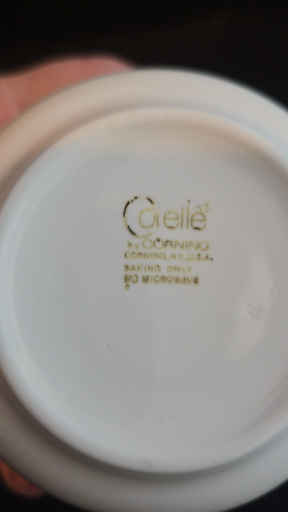 Corelle®
by CORNING
CORNING, N.Y., U.S.A.
BAKING ONLY
NO MICROWAVE